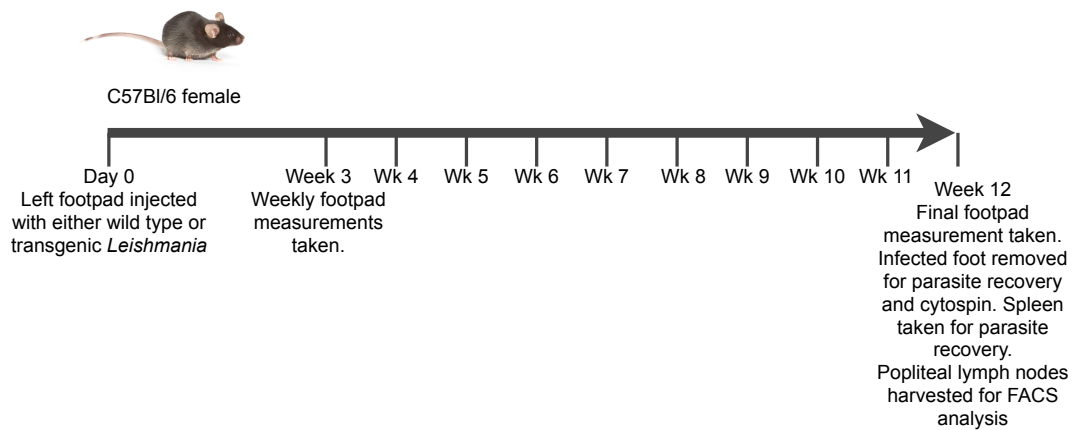 C57Bl/6 female
Day 0
Left footpad injected
with either wild type or
transgenic Leishmania
Week 3
Weekly footpad
measurements
taken.
Wk 4
Wk 5
Wk 6
Wk 7
Wk 8
Wk 9
Wk 10
Wk 11
Week 12
Final footpad
measurement taken.
Infected foot removed
for parasite recovery
and cytospin. Spleen
taken for parasite
recovery.
Popliteal lymph nodes
harvested for FACS
analysis